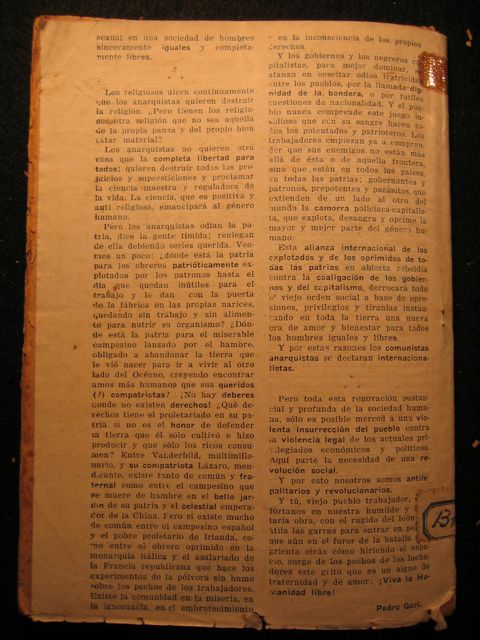 sexual en una sociedad de hombres
sinceramente iguales y completa-
mente libres.
Los religiosos dicen continuamente
que los anarquistas quieren destruir
la religión. ¿Pero tienen los religio-
sos otra religión que no sea aquella
de la propia panza y del propio bien
estar material?
Los anarquistas no quieren otra
cosa que la completa libertad para
todos; quieren destruir todos los pre-
juicios y supersticiones y proclamar
la ciencia maestra y reguladora de
la vida. La ciencia, que es positiva y
anti religiosa, emancipará al género
humano.
Pero los anarquistas odian la pa-
tria, dice la gente tímida; reniegan
de ella debiendo serles querida. Vea-
mos un poco: ¿dónde está la patria
para los obreros patrióticamente ex-
plotados por los patronos hasta el
día que quedan inútiles para el
trabajo y le dan con la puerta
de la fábrica en las propias narices,
quedando sin trabajo y sin alimen-
to para nutrir su organismo? ¿Dón-
de está la patria para el miserable
campesino lanzado por el hambre,
obligado a abandonar la tierra que
le vió nacer para ir a vivir al otro
lado del Océano, creyendo encontrar
amos más humanos que sus queridos
(?) compatriotas? ¡No hay deberes
donde no existen derechos! ¿Qué de-
rechos tiene el proletariado en su pa-
tria si no es el honor de defender
la tierra que él sólo cultivó e hizo
producir y que sólo los ricos consu-
men? Entre Vanderbild, multimillo-
nario, y su compatriota Lázaro, men-
dicante, existe tanto de común y fra-
ternal como entre el campesino que
se muere de hambre en el bello jar-
dín de su patria y el celestial empera-
dor de la China. Pero sí existe mucho
de común entre el campesino español
y el pobre proletario de Irlanda, co-
mo entre el obrero oprimido en la
monarquía itálica y el asalariado de
la Francia republicana que hace los
experimentos de la pólvora sin humo
sobre los pechos de los trabajadores.
Existe la comunidad en la miseria, en
la ignorancia, en el embrutecimiento
y en la inconsciencia de los propios
derechos.
Y los gobiernos y los negreros ca-
pitalistas, para mejor dominar, se
afanan en suscitar odios fratricidas
entre los pueblos, por la llamada dig-
nidad de la bandera, o por fútiles
cuestiones de nacionalidad. Y el pue-
blo nunca comprende este juego in-
sidioso que con su sangre hacen to-
dos los potentados y patrioteros. Los
trabajadores empiezan ya a compren-
der que sus enemigos no están más
allá de ésta o de aquella frontera,
sino que están en todos los países,
en todas las patrias: gobernantes y
patronos, prepotentes y parásitos, que
extienden de un lado al otro del
mundo la camorra policiaca-capitalis-
ta, que explota, desangra y oprime la
mayor y mejor parte del género hu-
mano.
Esta alianza internacional de los
explotados y de los oprimidos de to-
das las patrias en abierta rebeldía
contra la coaligación de los gobier-
nos y del capitalismo, derrocará todo
el viejo orden social a base de opre-
siones, privilegios y tiranías instau-
rando en toda la tierra una nueva
era de amor y bienestar para todos
los hombres iguales y libres.
Y por estas razones los comunistas
anarquistas se declaran internaciona-
listas.
Pero toda esta renovación sustan-
cial y profunda de la sociedad huma-
na, sólo es posible merced a una vio-
lenta insurrección del pueblo contra
la violencia legal de los actuales pri-
vilegiados económicos y políticos.
Aquí parte la necesidad de una re-
volución social.
Y por esto nosotros somos antile-
galitarios y revolucionarios.
Y tú, viejo pueblo trabajador,
fórtanos en nuestra humilde y
taria obra, con el rugido del león
afila las garras para entrar en pe
que aún en el furor de la batalla
grienta oirás cómo hiriendo el espa-
cio, surge de los pechos de los lucha-
dores este grito que es un signo de
fraternidad y de amor: ¡Viva la Hu-
manidad libre!
Pedro Gori.